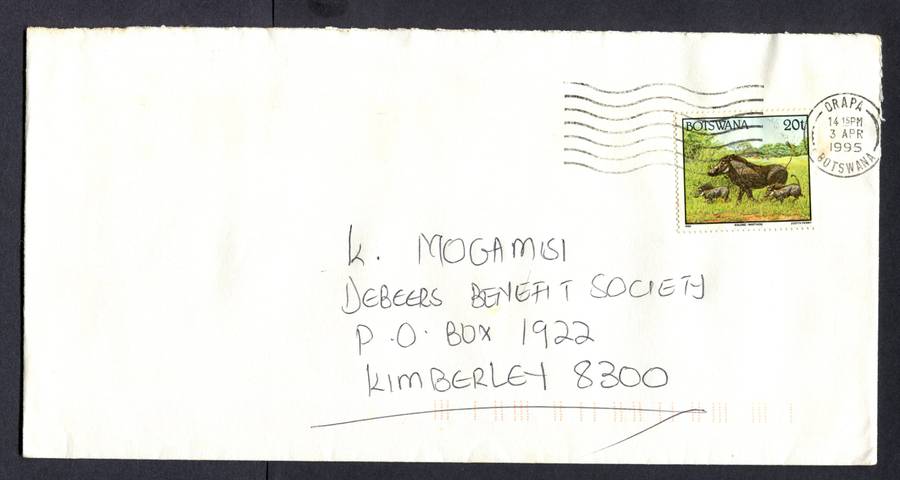 ORAPA
14 15PM
3 APR
1995
BOTSWANA
BOTSWANA 20t
K. MOGAMISI
DEBEERS BENEFIT SOCIETY
P.O. BOX 1922
KIMBERLEY 8300